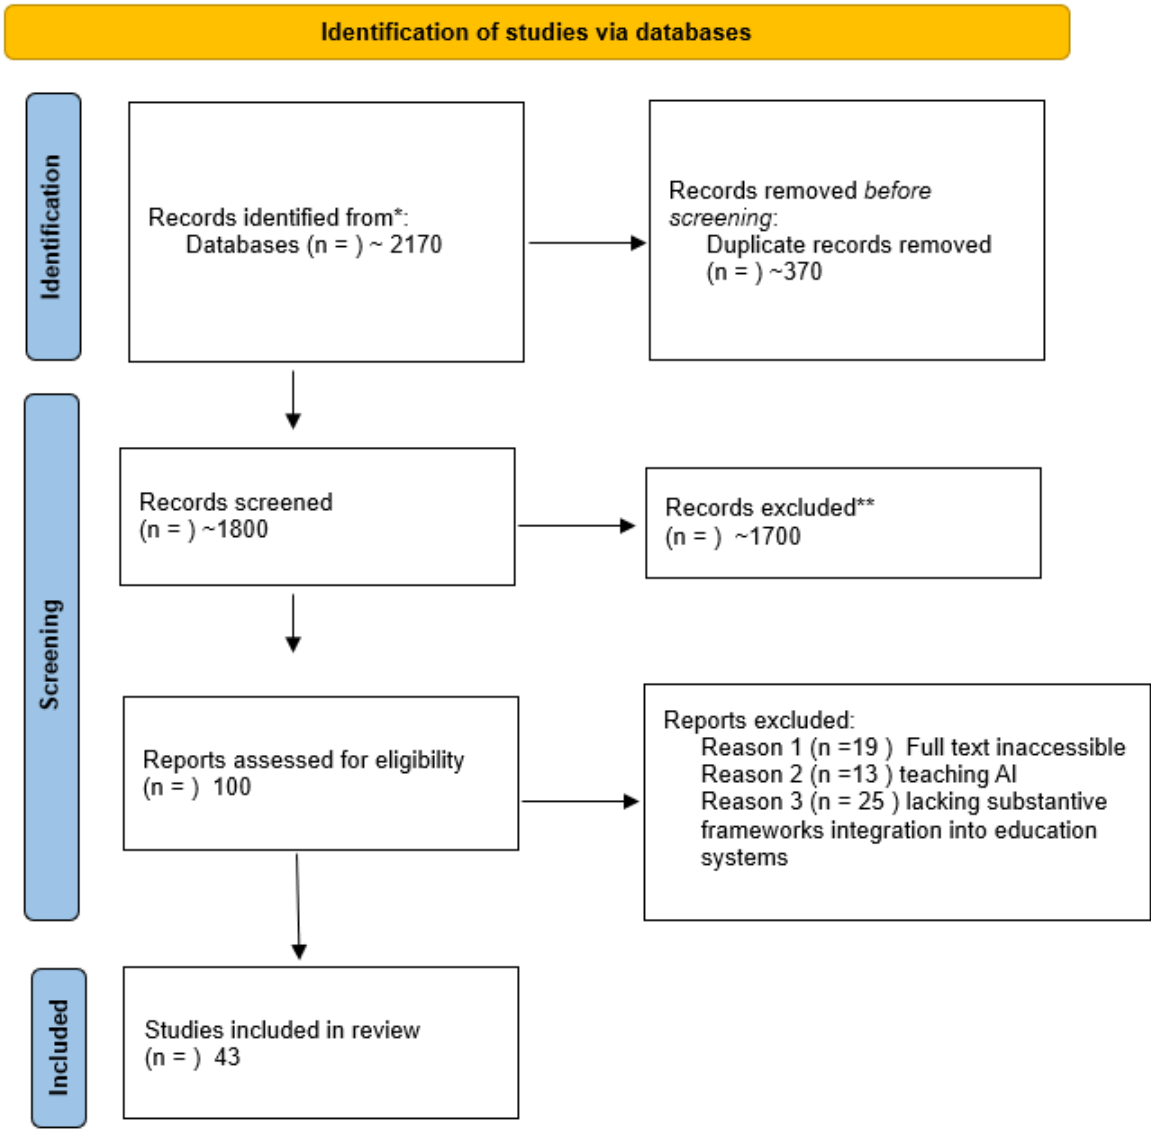 Identification of studies via databases
Identification
Records identified from*:
Databases (n = ) ~ 2170
Records removed before
screening:
Duplicate records removed
(n = ) ~370
Screening
Records screened
(n = ) ~1800
Records excluded**
(n = ) ~1700
Reports assessed for eligibility
(n = ) 100
Reports excluded:
Reason 1 (n =19 ) Full text inaccessible
Reason 2 (n =13 ) teaching AI
Reason 3 (n = 25 ) lacking substantive
frameworks integration into education
systems
Included
Studies included in review
(n = ) 43